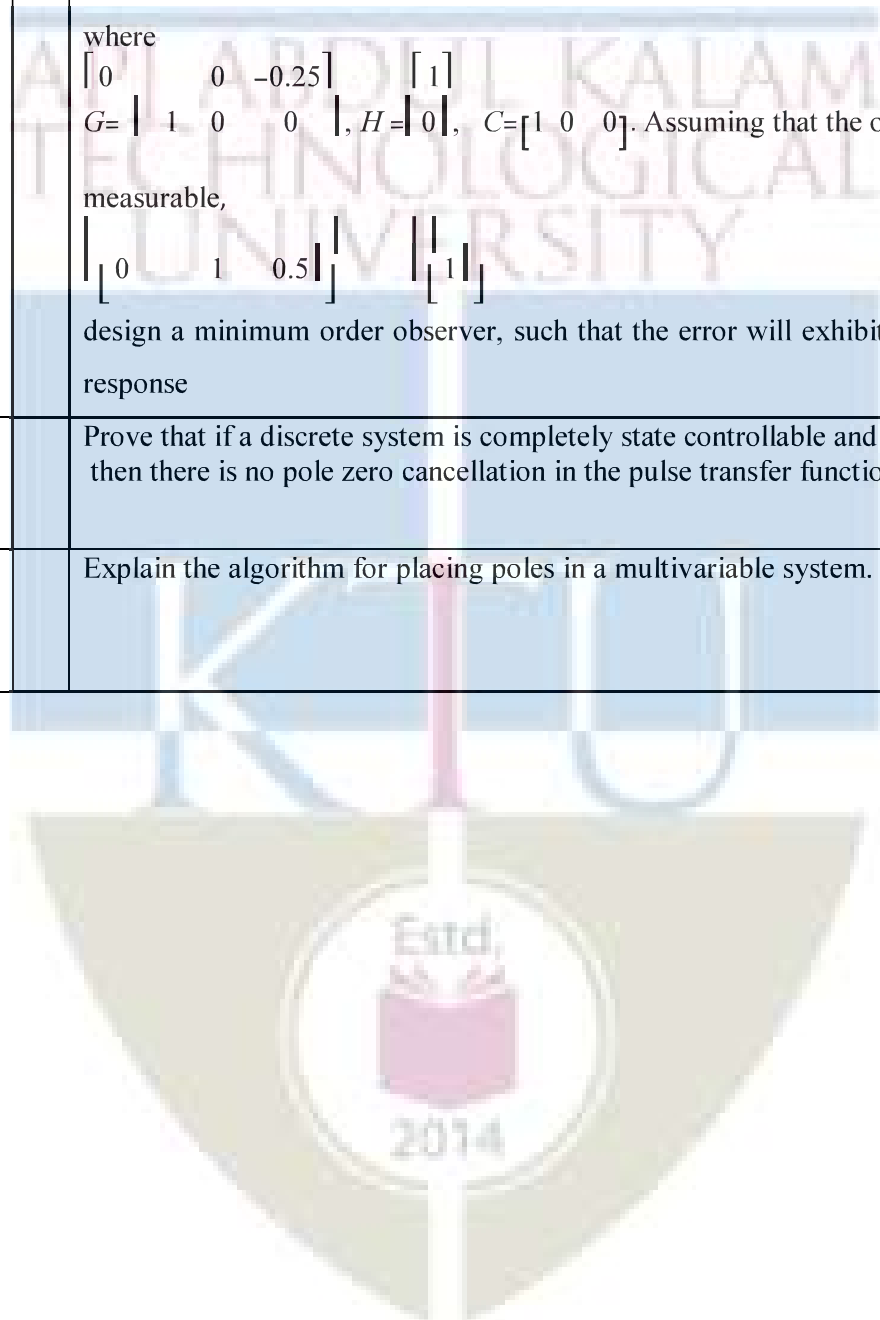 where
[0 0 −0.25] [1]
G= | 1 0 0 |, H =| 0|, C=[1 0 0]. Assuming that the
measurable,
[0 1 0.5] [1]
design a minimum order observer, such that the error will exhibit
response
Prove that if a discrete system is completely state controllable and
then there is no pole zero cancellation in the pulse transfer
Explain the algorithm for placing poles in a multivariable system.
API ABDUL KALAM
TECHNOLOGICAL
UNIVERSITY
KTU
Estd.
2014